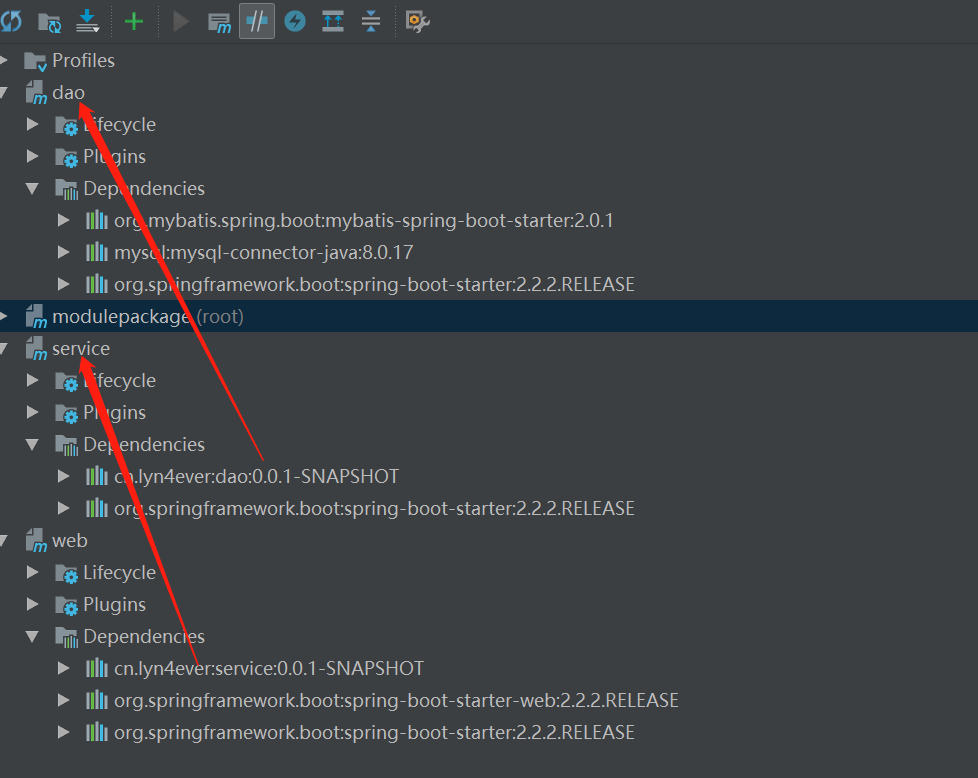 Profiles
dao
Lifecycle
Plugins
Dependencies
org.mybatis.spring.boot:mybatis-spring-boot-starter:2.0.1
mysql:mysql-connector-java:8.0.17
org.springframework.boot:spring-boot-starter:2.2.2.RELEASE
modulepackage (root)
service
Lifecycle
Plugins
Dependencies
cn.lyn4ever:dao:0.0.1-SNAPSHOT
org.springframework.boot:spring-boot-starter:2.2.2.RELEASE
web
Lifecycle
Plugins
Dependencies
cn.lyn4ever:service:0.0.1-SNAPSHOT
org.springframework.boot:spring-boot-starter-web:2.2.2.RELEASE
org.springframework.boot:spring-boot-starter:2.2.2.RELEASE